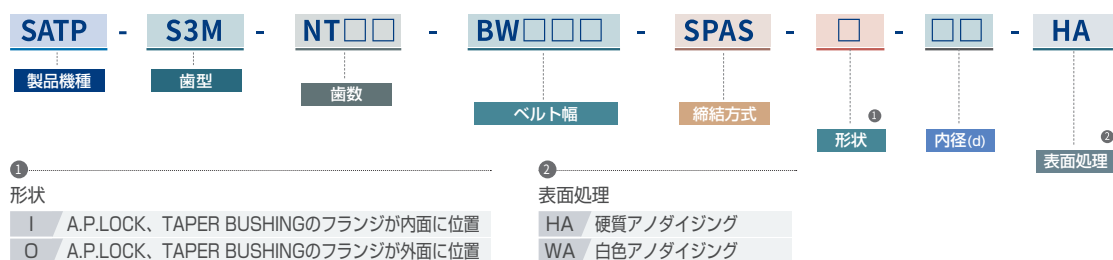 SATP - S3M - NT□□ - BW□□□ - SPAS - □ - □□ - HA
製品機種 歯型 歯数 ベルト幅 締結方式 形状 ❶ 内径(d) 表面処理 ❷
❶
形状
I A.P.LOCK、TAPER BUSHINGのフランジが内面に位置
O A.P.LOCK、TAPER BUSHINGのフランジが外面に位置
❷
表面処理
HA 硬質アノダイジング
WA 白色アノダイジング